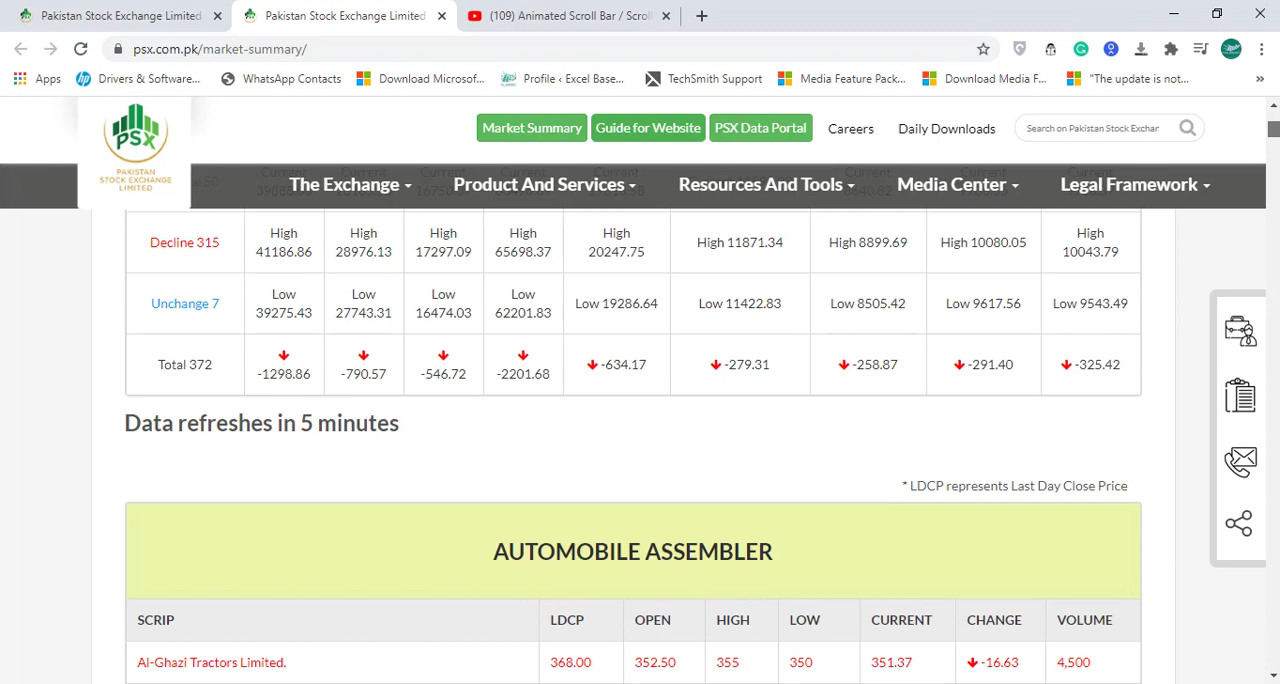 Pakistan Stock Exchange Limited
Pakistan Stock Exchange Limited
(109) Animated Scroll Bar / Scrol
psx.com.pk/market-summary/
Apps
Drivers & Software...
WhatsApp Contacts
Download Microsof...
Profile ‹ Excel Base...
TechSmith Support
Media Feature Pack...
Download Media F...
"The update is not...
»
PSX
PAKISTAN
STOCK EXCHANGE
LIMITED
Market Summary
Guide for Website
PSX Data Portal
Careers
Daily Downloads
Search on Pakistan Stock Exchar
The Exchange
Product And Services
Resources And Tools
Media Center
Legal Framework
Decline 315
High 41186.86
High 28976.13
High 17297.09
High 65698.37
High 20247.75
High 11871.34
High 8899.69
High 10080.05
High 10043.79
Unchange 7
Low 39275.43
Low 27743.31
Low 16474.03
Low 62201.83
Low 19286.64
Low 11422.83
Low 8505.42
Low 9617.56
Low 9543.49
Total 372
-1298.86
-790.57
-546.72
-2201.68
-634.17
-279.31
-258.87
-291.40
-325.42
Data refreshes in 5 minutes
* LDCP represents Last Day Close Price
AUTOMOBILE ASSEMBLER
SCRIP LDCP OPEN HIGH LOW CURRENT CHANGE VOLUME
Al-Ghazi Tractors Limited. 368.00 352.50 355 350 351.37 -16.63 4,500